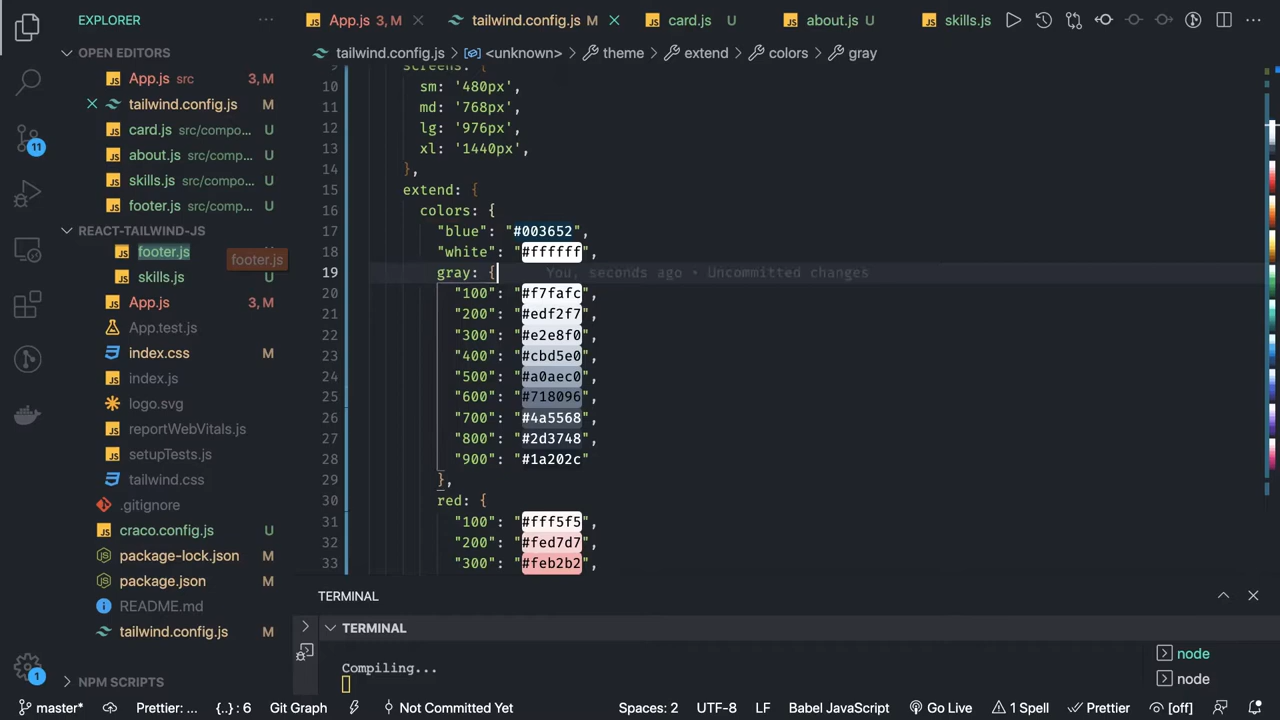 EXPLORER
OPEN EDITORS
App.js src 3, M
tailwind.config.js M
card.js src/compo... U
about.js src/comp... U
skills.js src/compo... U
footer.js src/comp... U
REACT-TAILWIND-JS
footer.js
footer.js
skills.js U
App.js 3, M
App.test.js
index.css M
index.js
logo.svg
reportWebVitals.js
setupTests.js
tailwind.css
.gitignore
craco.config.js U
package-lock.json M
package.json M
README.md
tailwind.config.js M
NPM SCRIPTS
11
1
App.js 3, M
tailwind.config.js M
card.js U
about.js U
skills.js
tailwind.config.js > <unknown> > theme > extend > colors > gray
9 screens: {
10 sm: '480px',
11 md: '768px',
12 lg: '976px',
13 xl: '1440px',
14 },
15 extend: {
16 colors: {
17 "blue": "#003652",
18 "white": "#ffffff",
19 gray: { You, seconds ago • Uncommitted changes
20 "100": "#f7fafc",
21 "200": "#edf2f7",
22 "300": "#e2e8f0",
23 "400": "#cbd5e0",
24 "500": "#a0aec0",
25 "600": "#718096",
26 "700": "#4a5568",
27 "800": "#2d3748",
28 "900": "#1a202c"
29 },
30 red: {
31 "100": "#fff5f5",
32 "200": "#fed7d7",
33 "300": "#feb2b2",
TERMINAL
TERMINAL
Compiling...
node
node
master* Prettier: ... {..} : 6 Git Graph Not Committed Yet Spaces: 2 UTF-8 LF Babel JavaScript Go Live 1 Spell Prettier [off]